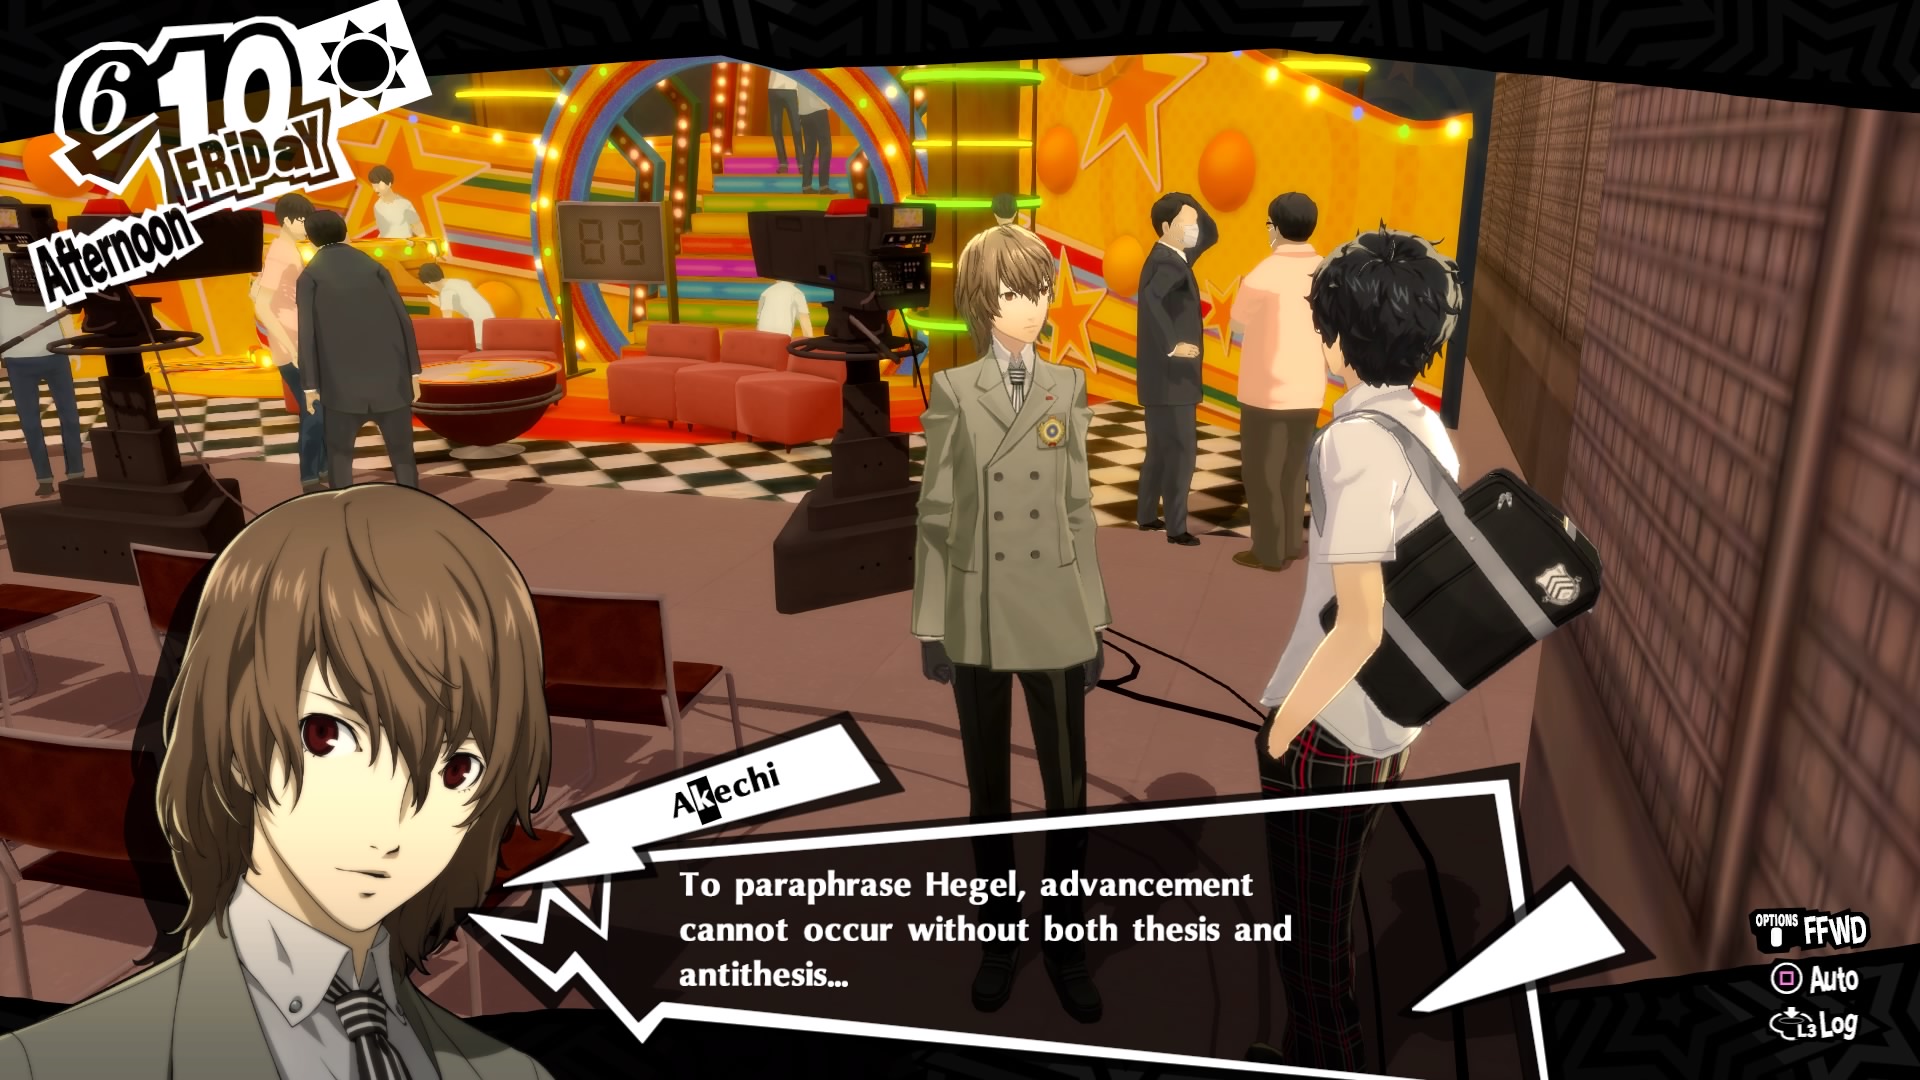 6/10
FRiDaY
Afternoon
88
Akechi
To paraphrase Hegel, advancement
cannot occur without both thesis and
antithesis...
OPTIONS FFWD
Auto
L3 Log